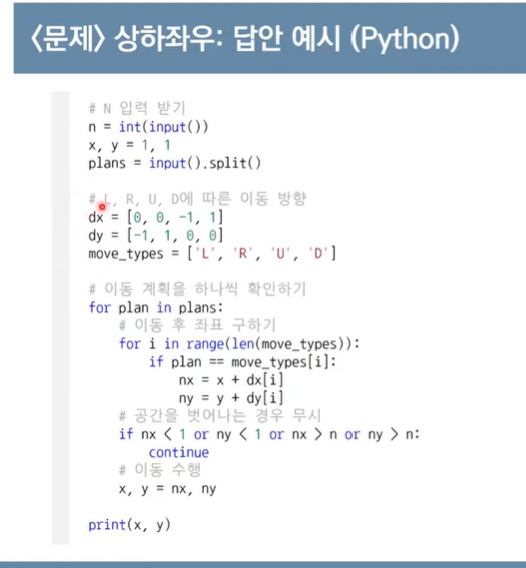 <문제> 상하좌우: 답안 예시 (Python)
# N 입력 받기
n = int(input())
x, y = 1, 1
plans = input().split()
# L, R, U, D에 따른 이동 방향
dx = [0, 0, -1, 1]
dy = [-1, 1, 0, 0]
move_types = ['L', 'R', 'U', 'D']
# 이동 계획을 하나씩 확인하기
for plan in plans:
    # 이동 후 좌표 구하기
    for i in range(len(move_types)):
        if plan == move_types[i]:
            nx = x + dx[i]
            ny = y + dy[i]
    # 공간을 벗어나는 경우 무시
    if nx < 1 or ny < 1 or nx > n or ny > n:
        continue
    # 이동 수행
    x, y = nx, ny
print(x, y)